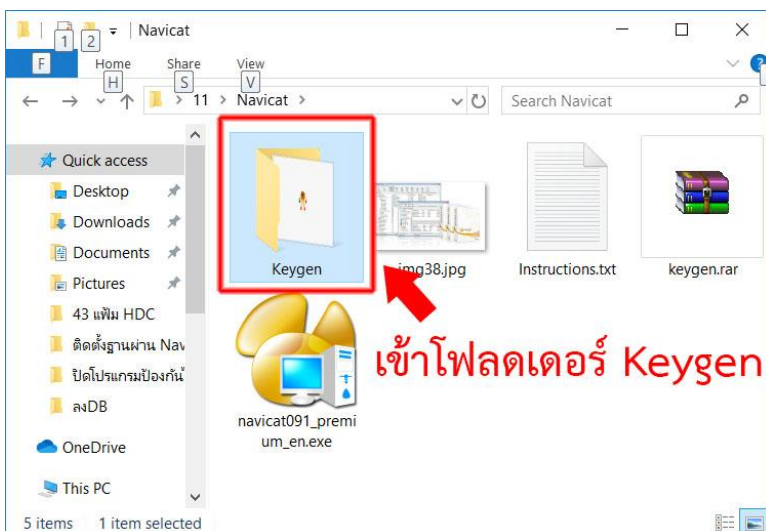 Navicat
1 2
F Home Share View
H S V
11 > Navicat >
Search Navicat
Quick access
Desktop
Downloads
Documents
Pictures
43 แฟ้ม HDC
ติดตั้งฐานผ่าน Nav
ปิดโปรแกรมป้องกัน
ลงDB
OneDrive
This PC
Keygen
img38.jpg
Instructions.txt
keygen.rar
เข้าโฟลดเดอร์ Keygen
navicat091_premi
um_en.exe
5 items 1 item selected